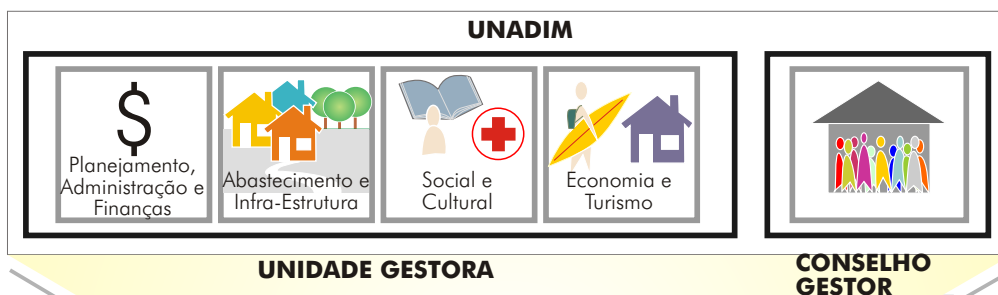 UNADIM
$
Planejamento,
Administração e
Finanças
Abastecimento e
Infra-Estrutura
Social e
Cultural
Economia e
Turismo
UNIDADE GESTORA
CONSELHO
GESTOR